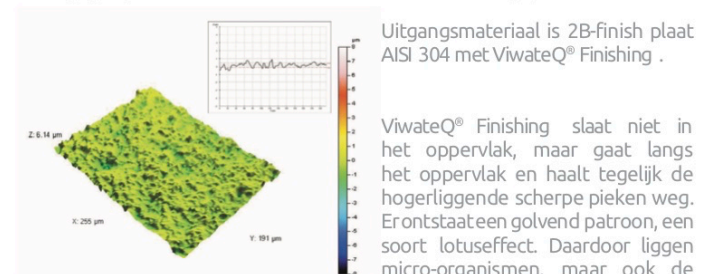 Uitgangsmateriaal is 2B-finish plaat
AISI 304 met ViwateQ® Finishing .
ViwateQ® Finishing slaat niet in
het oppervlak, maar gaat langs
het oppervlak en haalt tegelijk de
hogerliggende scherpe pieken weg.
Er ontstaat een golvend patroon, een
soort lotuseffect. Daardoor liggen
micro-organismen, maar ook de
Z: 6.14 µm
X: 255 µm
Y: 191 µm
µm